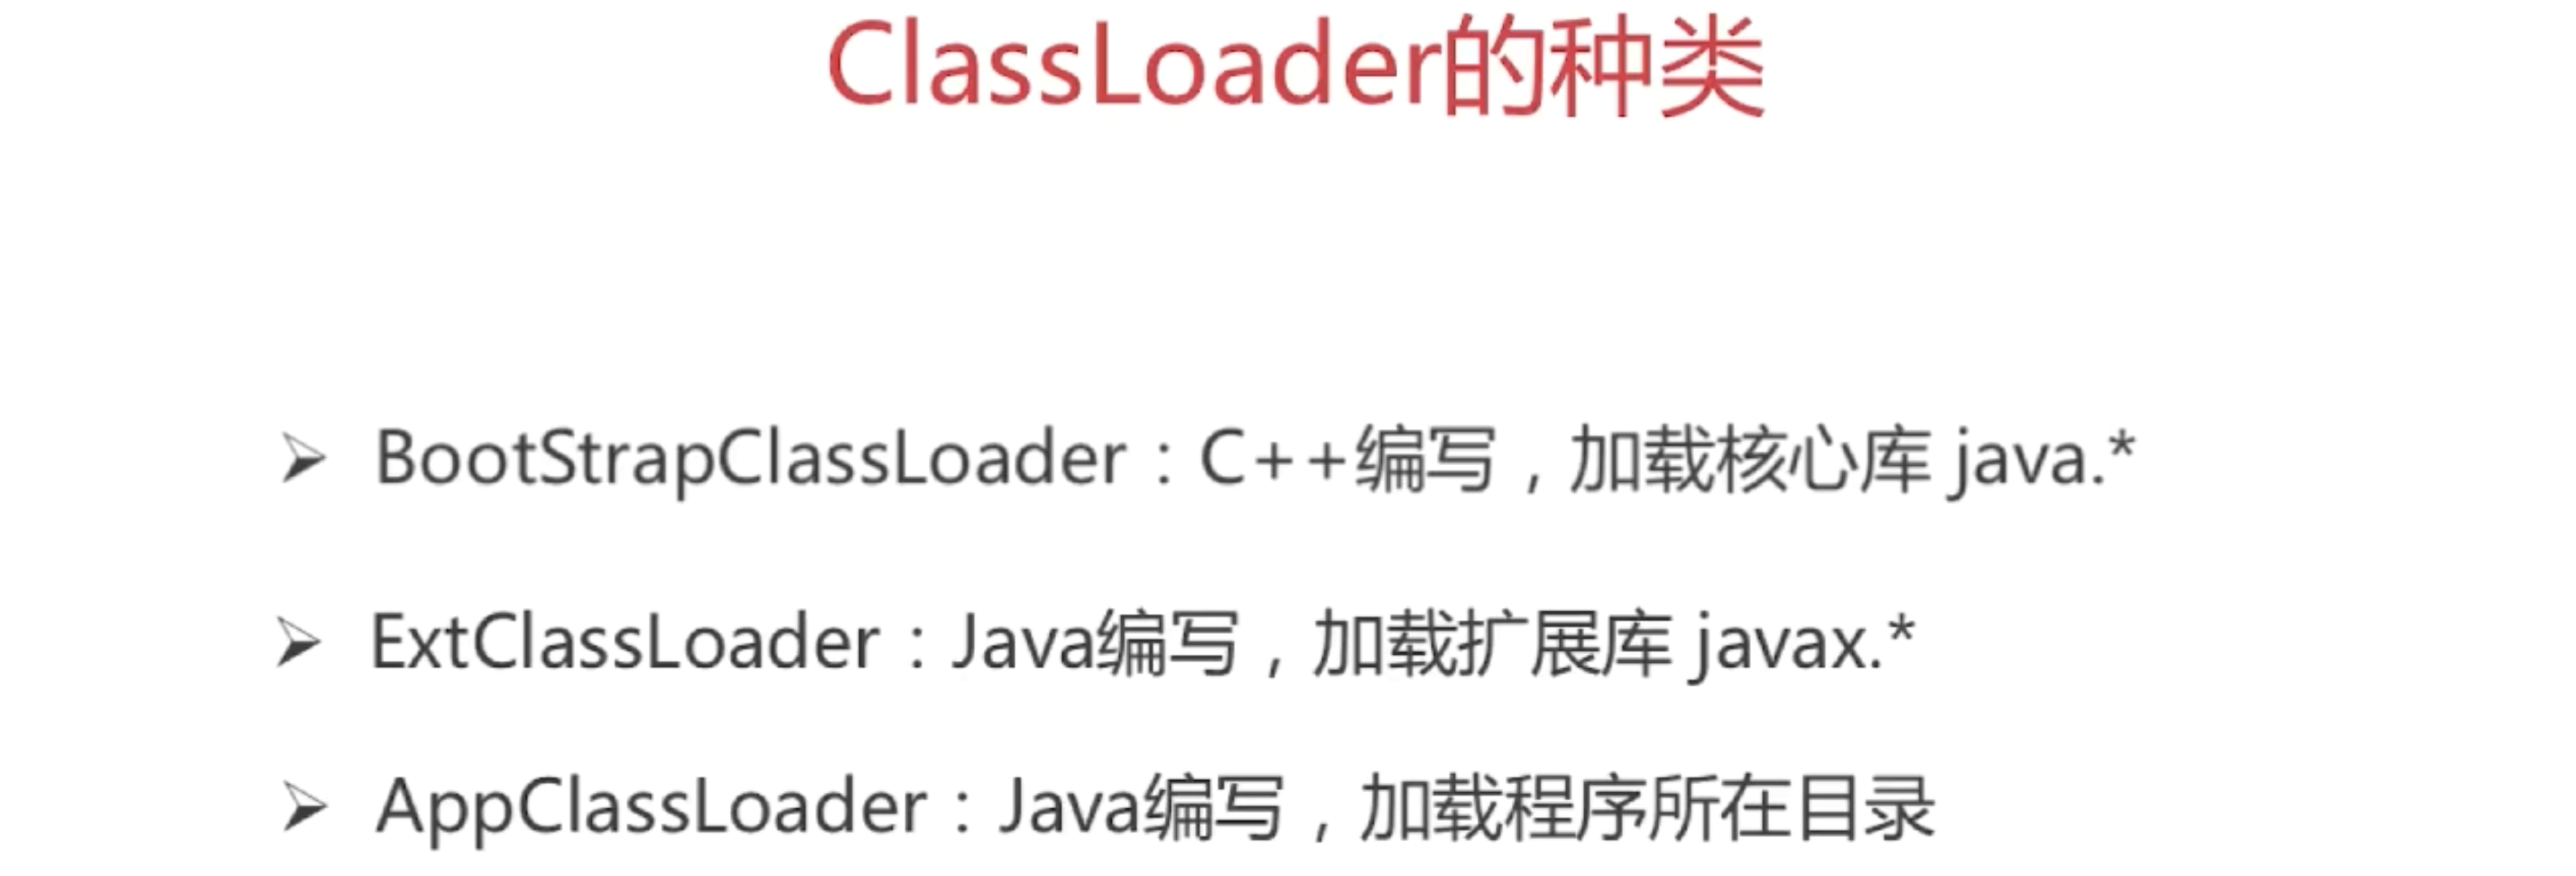 ClassLoader的种类
➢ BootStrapClassLoader：C++编写，加载核心库 java.*
➢ ExtClassLoader：Java编写，加载扩展库 javax.*
➢ AppClassLoader：Java编写，加载程序所在目录